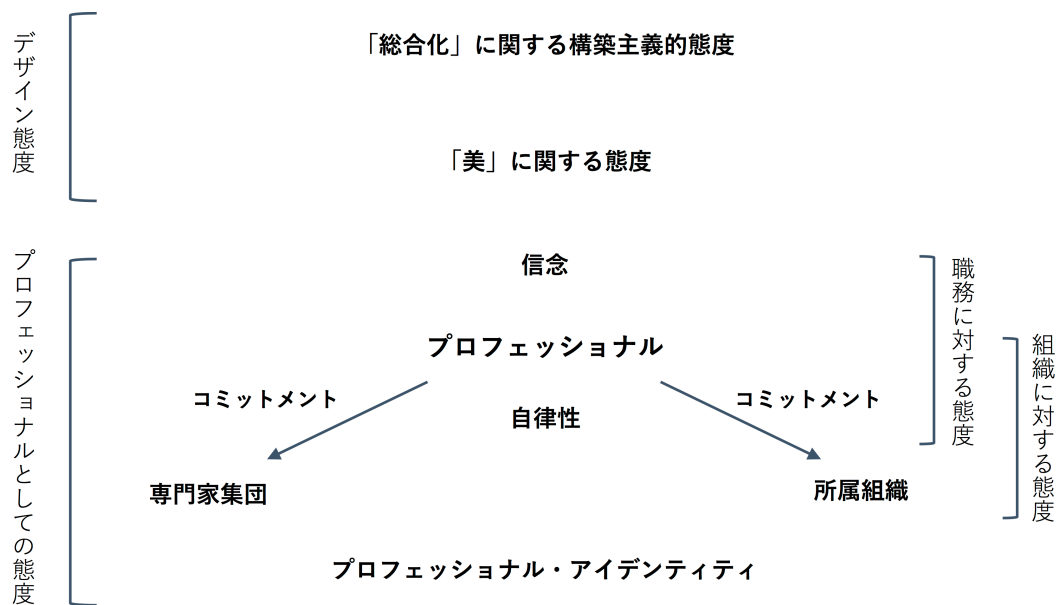 デザイン態度
「総合化」に関する構築主義的態度
「美」に関する態度
プロフェッショナルとしての態度
信念
プロフェッショナル
コミットメント
コミットメント
自律性
専門家集団
所属組織
プロフェッショナル・アイデンティティ
職務に対する態度
組織に対する態度